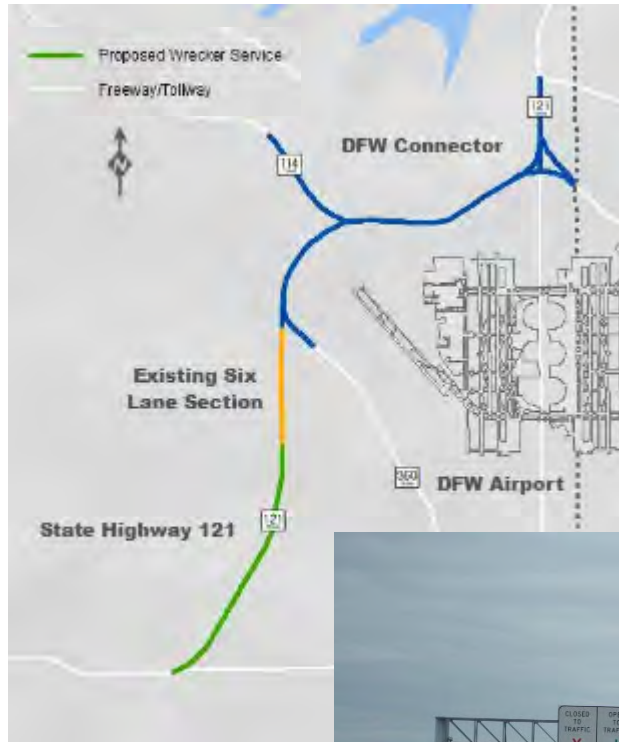 Proposed Wrecker Service
Freeway/Tollway
N
121
DFW Connector
114
Existing Six
Lane Section
360
DFW Airport
State Highway 121
121
CLOSED
TO
TRAFFIC
X